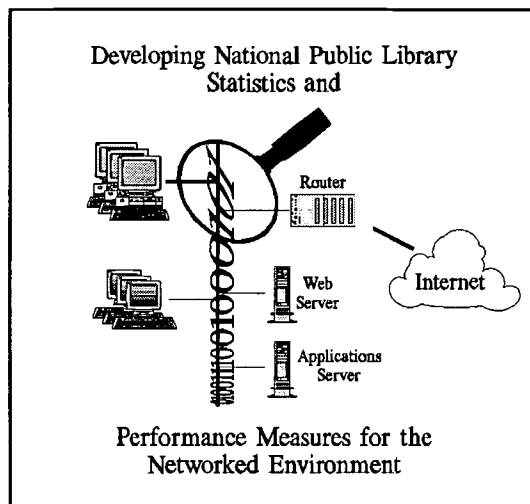 Developing National Public Library
Statistics and
Router
Internet
Web
Server
Applications
Server
Performance Measures for the
Networked Environment